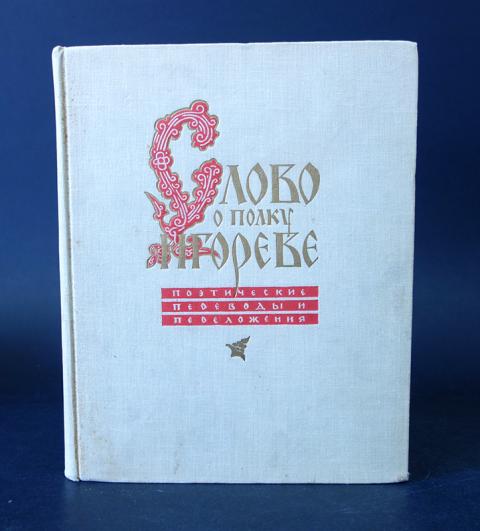 Слово
о полку
Игореве
поэтические
переводы и
переложения